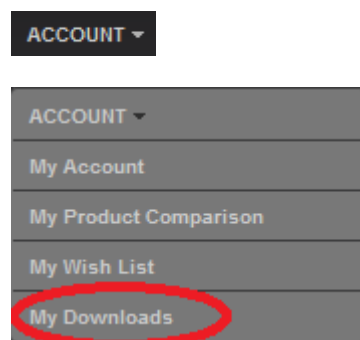 ACCOUNT
ACCOUNT
My Account
My Product Comparison
My Wish List
My Downloads